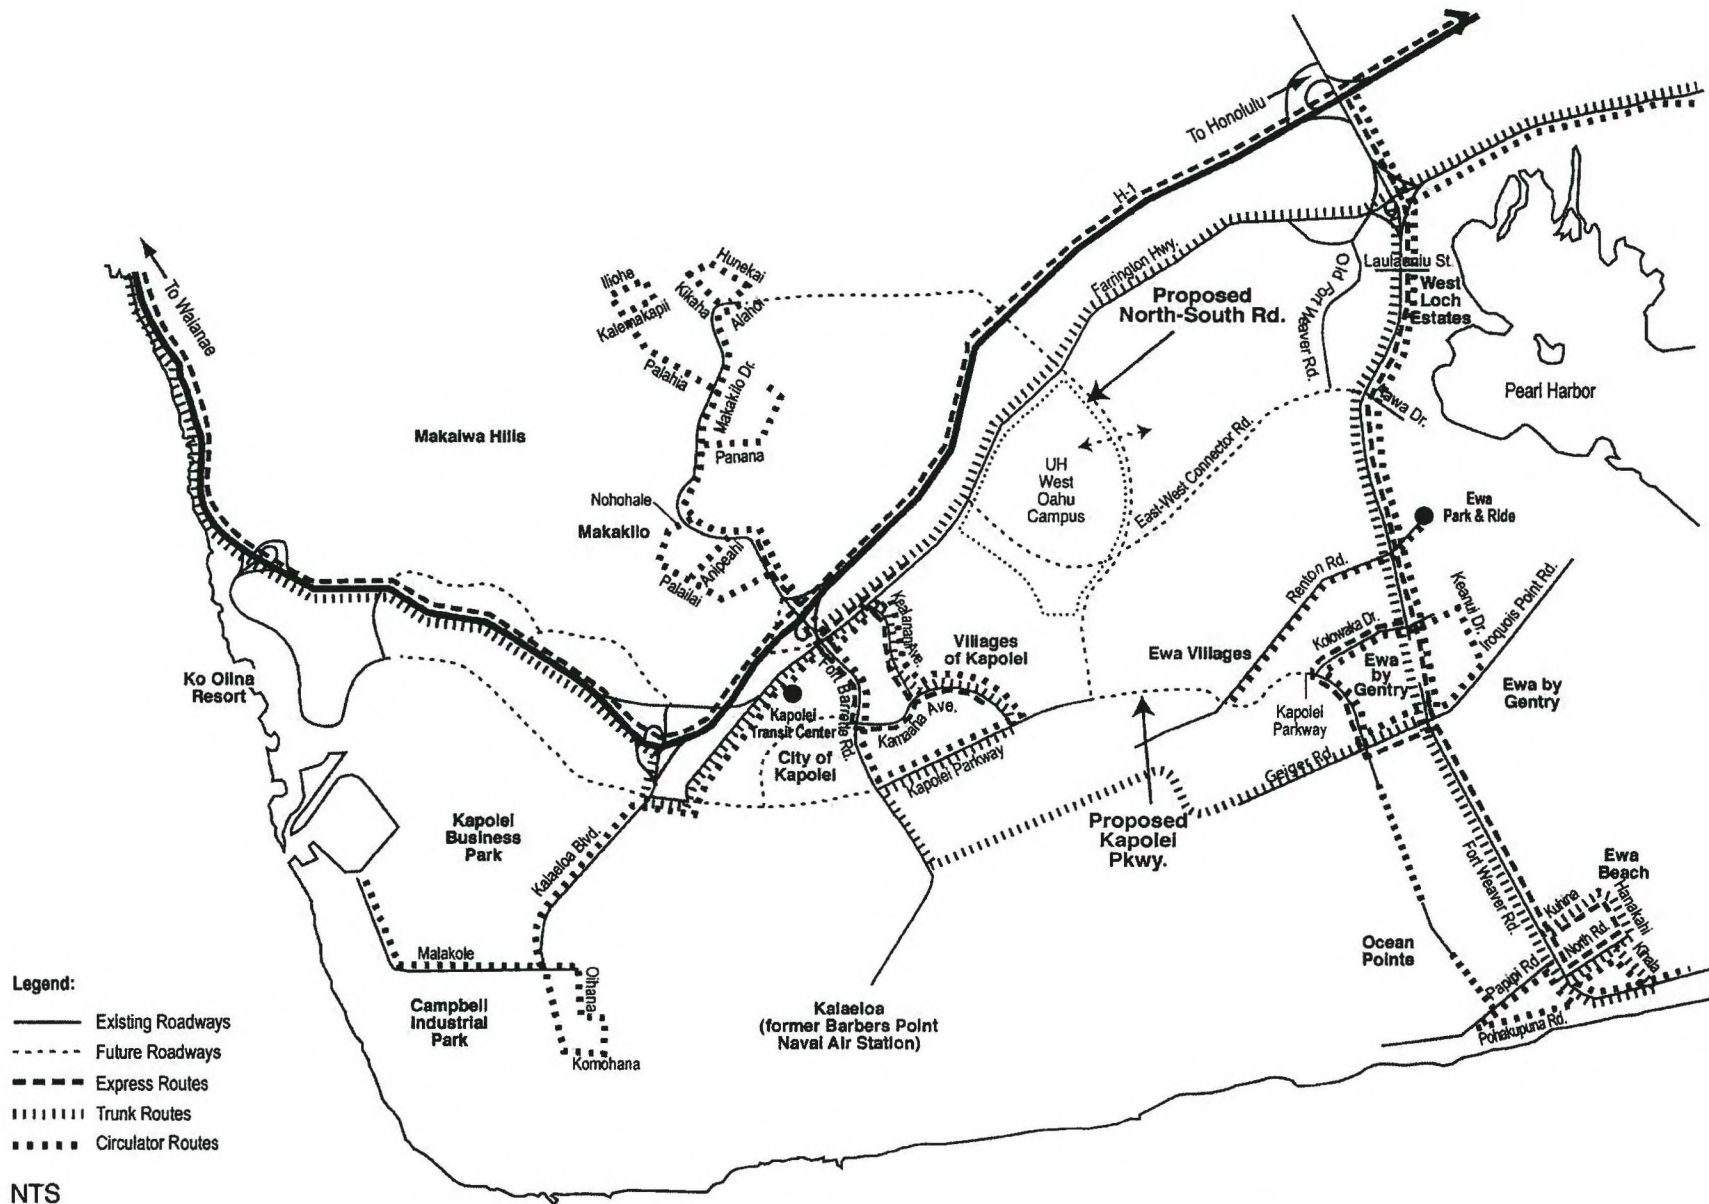 To Honolulu
H-1
To Waianae
Iliohe
Kalemakapii
Kikaha
Hunekai
Alahoi
Farrington Hwy.
Old Fort Weaver Rd.
Laulaunu St.
West
Loch
Estates
Proposed
North-South Rd.
Pearl Harbor
Palahia
Makakilo Dr.
Panana
Makaiwa Hills
UH
West
Oahu
Campus
East-West Connector Rd.
Nohohale
Makakilo
Anipeahi
Palailai
Ewa
Park & Ride
Renton Rd.
Keanui Dr.
Iroquois Point Rd.
Kolowaka Dr.
Ewa
by
Gentry
Ewa by
Gentry
Villages
of Kapolei
Ewa Villages
Ko Olina
Resort
Fort Barrette Rd.
Kapolei
Transit Center
City of
Kapolei
Kamaaha Ave.
Kapolei Parkway
Kapolei
Parkway
Geiger Rd.
Proposed
Kapolei
Pkwy.
Kapolei
Business
Park
Kalaeloa Blvd.
Fort Weaver Rd.
Ewa
Beach
Kuhina
Hanakahi
North Rd.
Kihala
Papipi Rd.
Pohakupuna Rd.
Ocean
Pointe
Malakole
Oihana
Komohana
Campbell
Industrial
Park
Kalaeloa
(former Barbers Point
Naval Air Station)
Legend:
Existing Roadways
Future Roadways
Express Routes
Trunk Routes
Circulator Routes
NTS